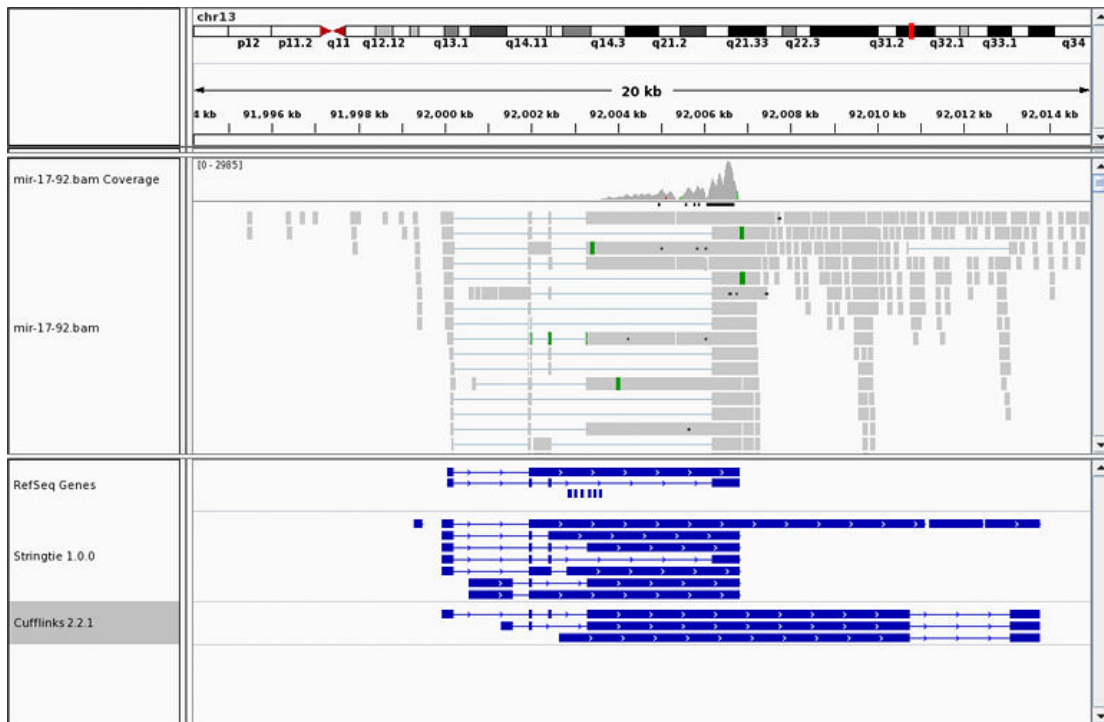 chr13
p12 p11.2 q11 q12.12 q13.1 q14.11 q14.3 q21.2 q21.33 q22.3 q31.2 q32.1 q33.1 q34
20 kb
4 kb 91,996 kb 91,998 kb 92,000 kb 92,002 kb 92,004 kb 92,006 kb 92,008 kb 92,010 kb 92,012 kb 92,014 kb
mir-17-92.bam Coverage
[0 - 2985]
mir-17-92.bam
RefSeq Genes
Stringtie 1.0.0
Cufflinks 2.2.1